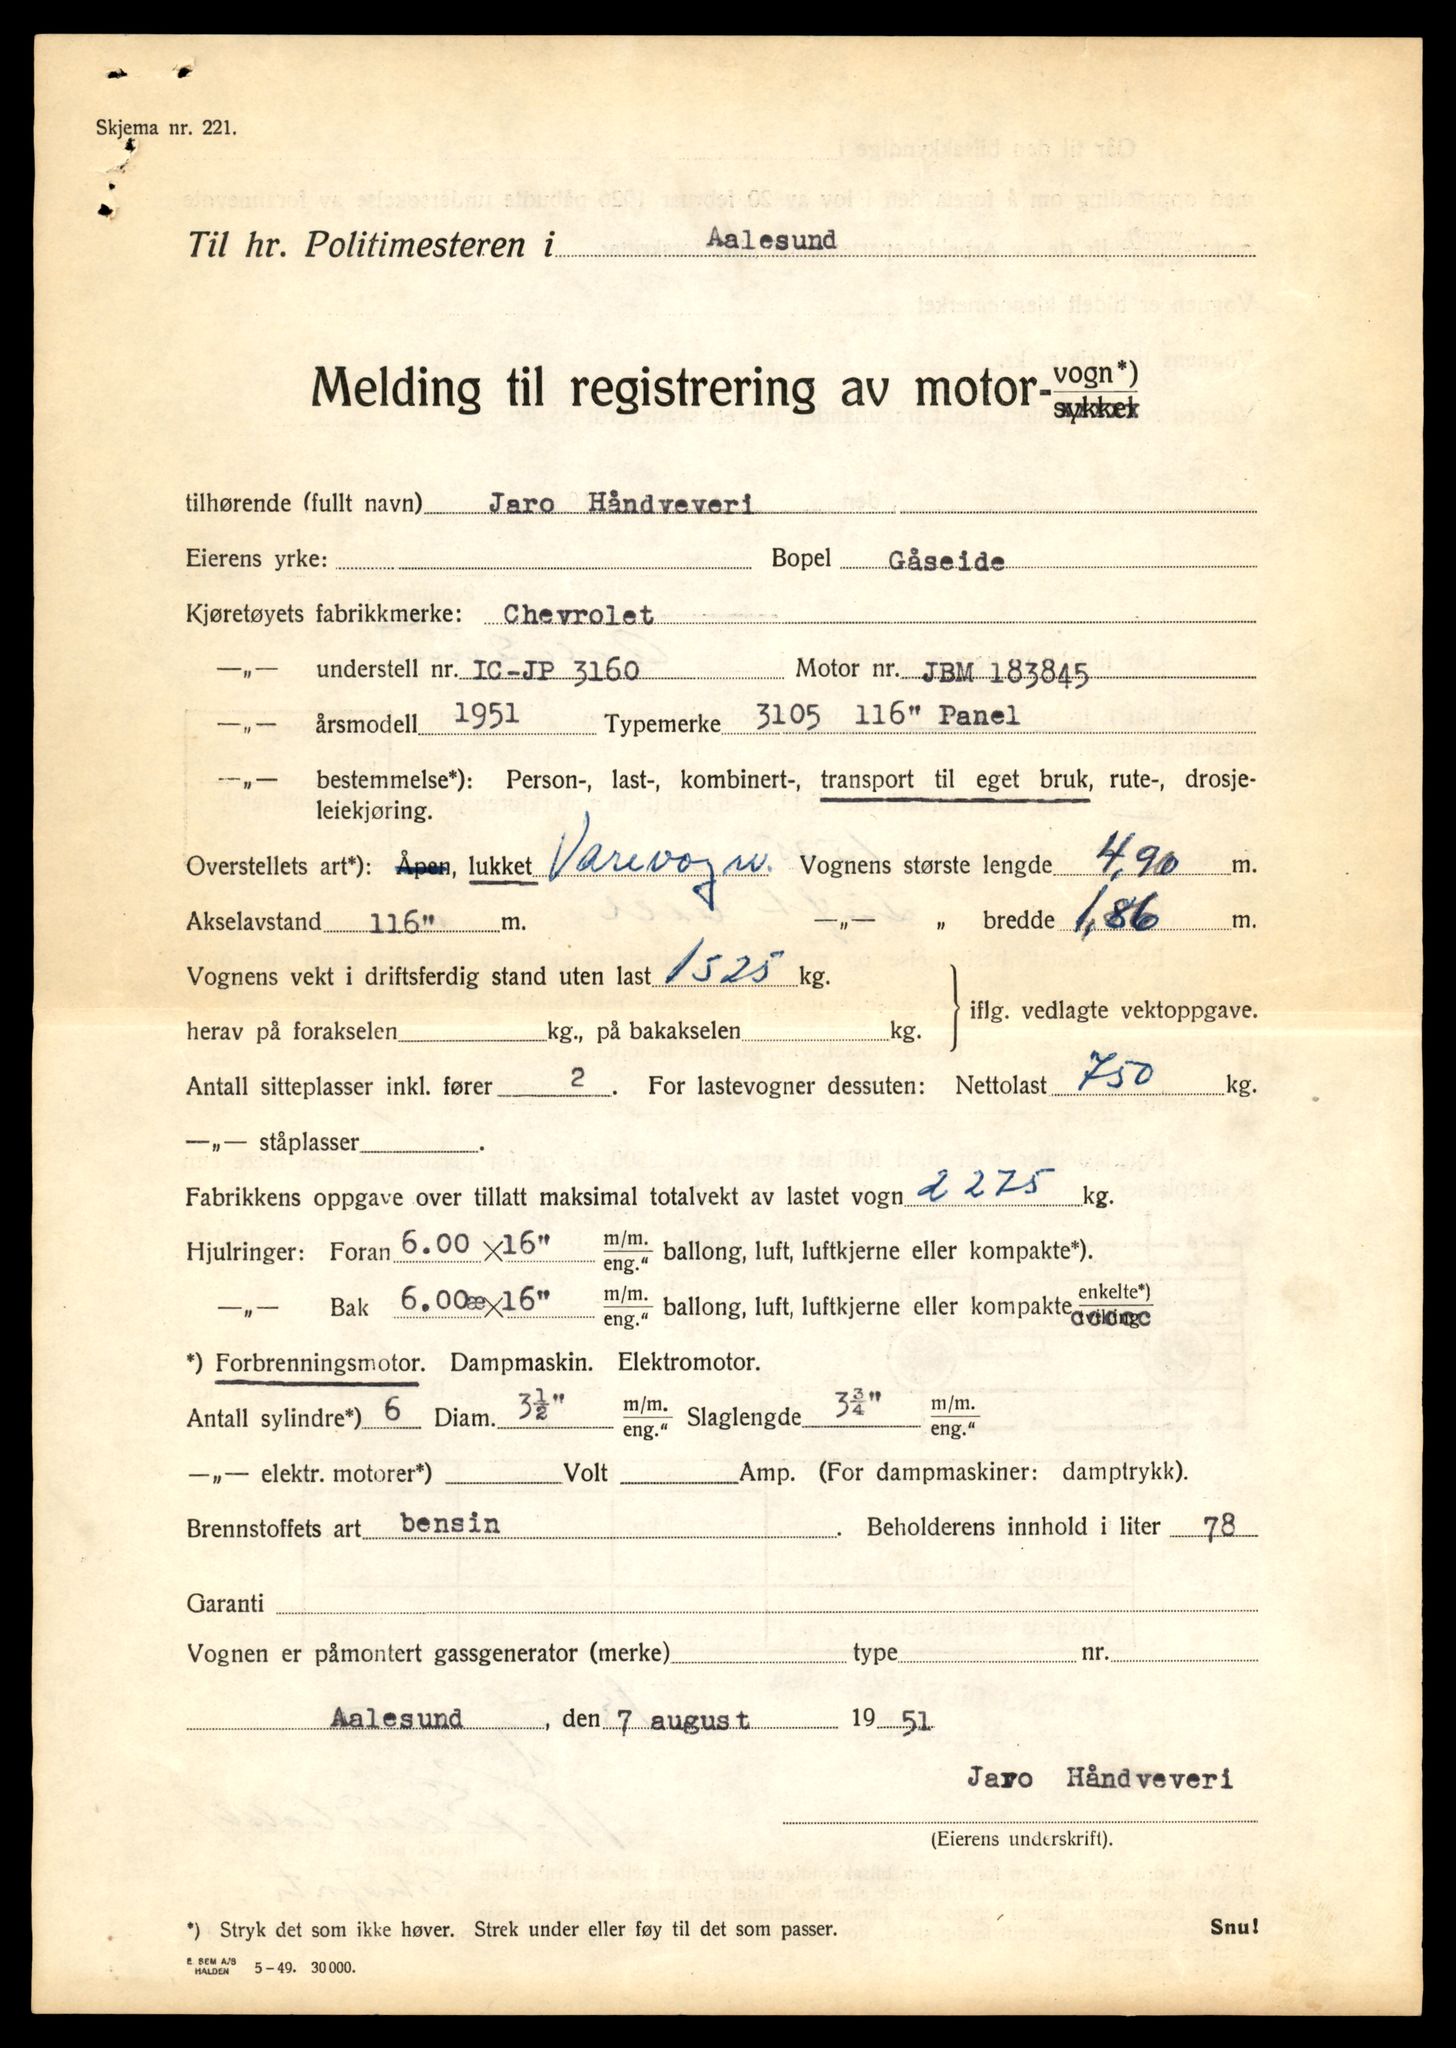 Skjema nr. 221.
Til hr. Politimesteren i Aalesund
Melding til registrering av motor-vogn*)
sykkel
tilhørende (fullt navn) Jaro Håndveveri
Eierens yrke: Bopel Gåseide
Kjøretøyets fabrikkmerke: Chevrolet
—„— understell nr. IC-JP 3160 Motor nr. JBM 183845
—„— årsmodell 1951 Typemerke 3105 116" Panel
—„— bestemmelse*): Person-, last-, kombinert-, transport til eget bruk, rute-, drosje-
leiekjøring.
Overstellets art*): Åpen, lukket Varevogn. Vognens største lengde 4,90 m.
Akselavstand 116" m. —„— „ bredde 1,86 m.
Vognens vekt i driftsferdig stand uten last 1525 kg.
iflg. vedlagte vektoppgave.
herav på forakselen kg., på bakakselen kg.
Antall sitteplasser inkl. fører 2. For lastevogner dessuten: Nettolast 750 kg.
—„— ståplasser .
Fabrikkens oppgave over tillatt maksimal totalvekt av lastet vogn 2275 kg.
Hjulringer: Foran 6.00 x16" m/m. eng.“ ballong, luft, luftkjerne eller kompakte*).
—„— Bak 6.00æx16" m/m. eng.“ ballong, luft, luftkjerne eller kompakte enkelte*)
*) Forbrenningsmotor. Dampmaskin. Elektromotor.
Antall sylindre*) 6 Diam. 3½" m/m. eng.“ Slaglengde 3¾" m/m. eng.“
—„— elektr. motorer*) Volt Amp. (For dampmaskiner: damptrykk).
Brennstoffets art bensin . Beholderens innhold i liter 78
Garanti
Vognen er påmontert gassgenerator (merke) type nr.
Aalesund , den 7 august 19 51
Jaro Håndveveri
(Eierens underskrift).
*) Stryk det som ikke høver. Strek under eller føy til det som passer. Snu!
E. SEM A/S
HALDEN 5-49. 30000.